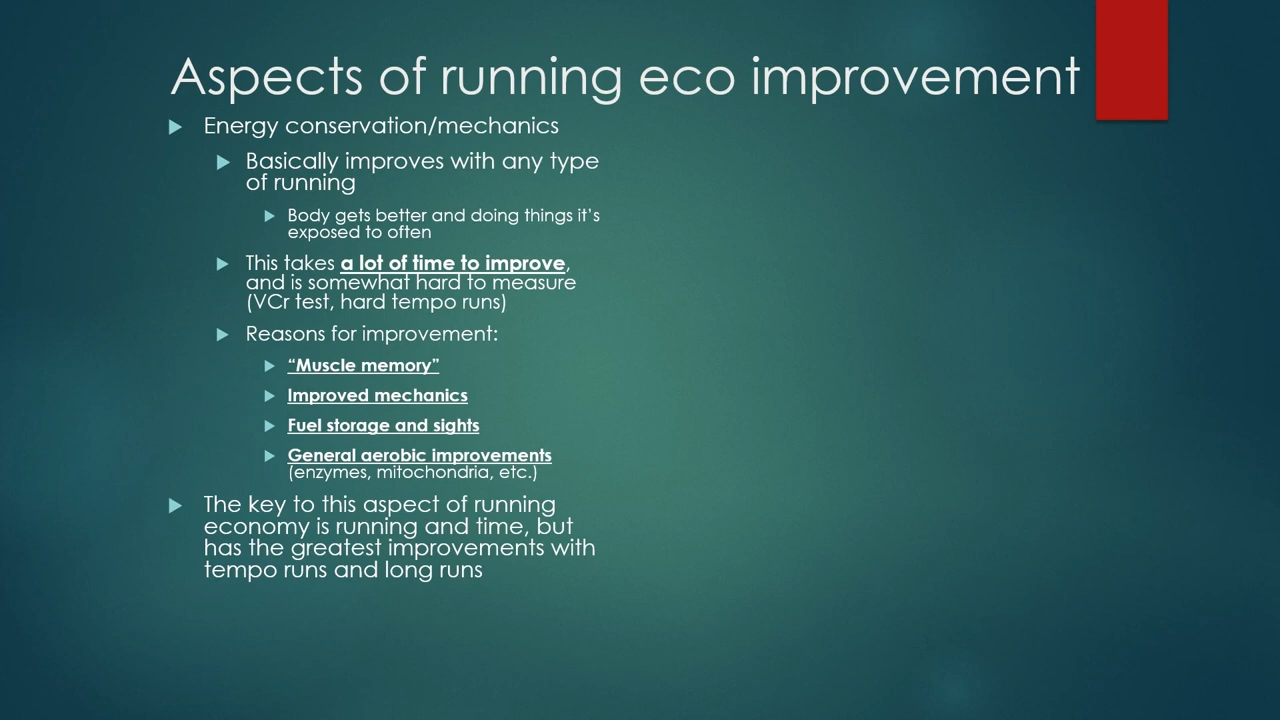 Aspects of running eco improvement
Energy conservation/mechanics
Basically improves with any type
of running
Body gets better and doing things it's
exposed to often
This takes a lot of time to improve,
and is somewhat hard to measure
(VCr test, hard tempo runs)
Reasons for improvement:
“Muscle memory”
Improved mechanics
Fuel storage and sights
General aerobic improvements
(enzymes, mitochondria, etc.)
The key to this aspect of running
economy is running and time, but
has the greatest improvements with
tempo runs and long runs